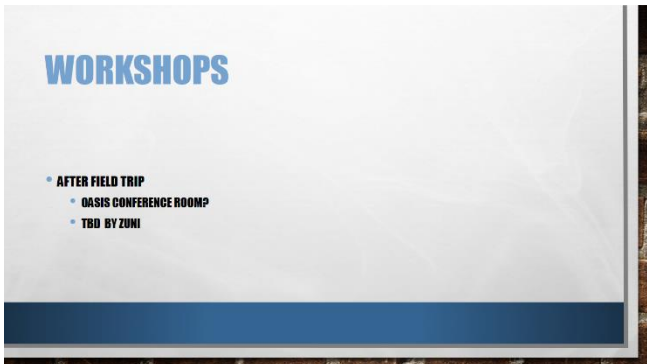 WORKSHOPS
AFTER FIELD TRIP
OASIS CONFERENCE ROOM?
TBD BY ZUNI